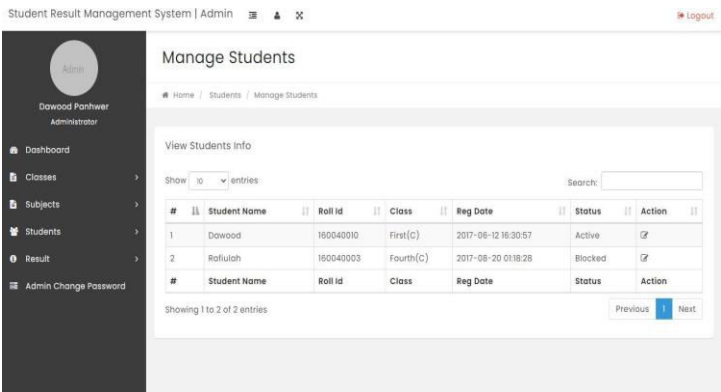 Student Result Management System | Admin
Logout
Admin
Dawood Panhwer
Administrator
Dashboard
Classes
Subjects
Students
Result
Admin Change Password
Manage Students
Home / Students / Manage Students
View Students Info
Show 10 entries Search:
# Student Name Roll Id Class Reg Date Status Action
1 Dawood 160040010 First(C) 2017-06-12 16:30:57 Active
2 Rafiulah 160040003 Fourth(C) 2017-08-20 01:18:28 Blocked
# Student Name Roll Id Class Reg Date Status Action
Showing 1 to 2 of 2 entries
Previous 1 Next